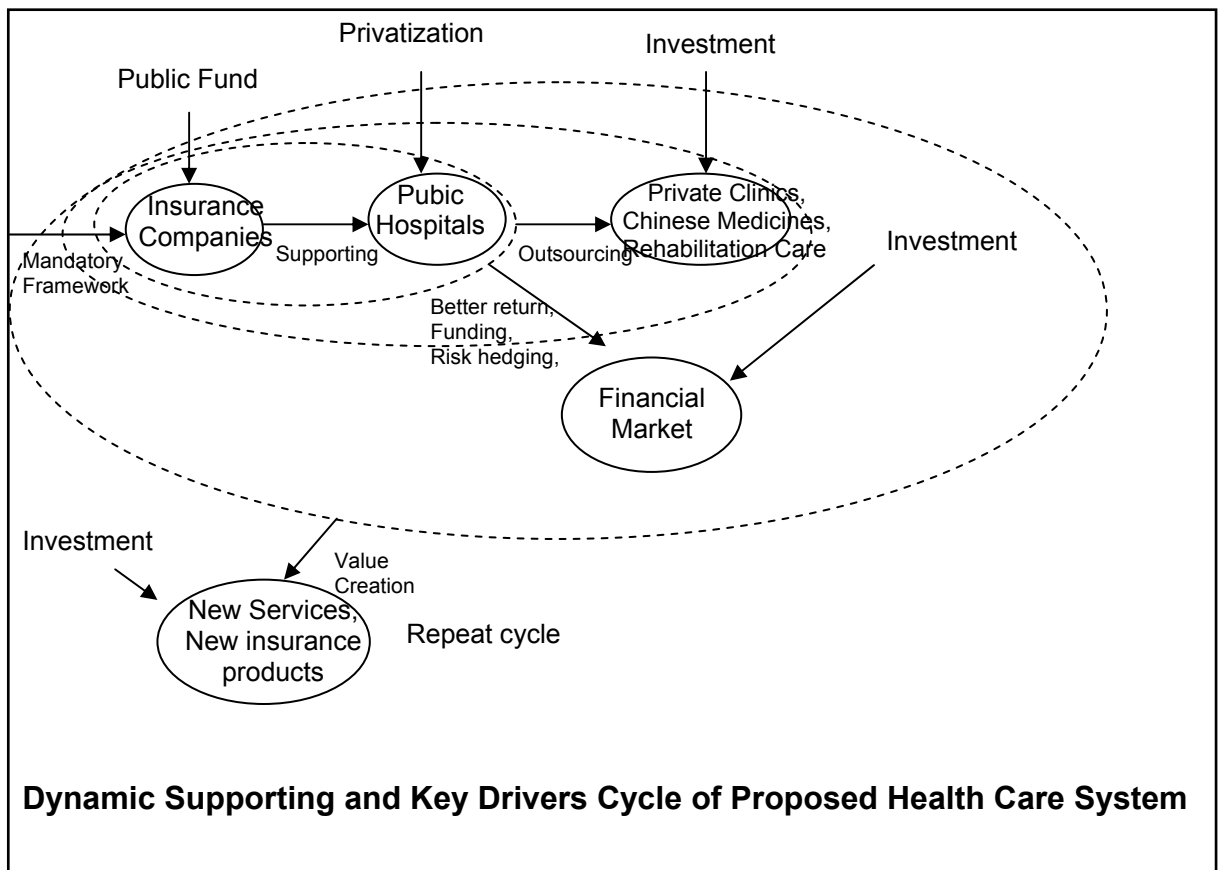 Privatization
Investment
Public Fund
Insurance
Companies
Pubic
Hospitals
Private Clinics,
Chinese Medicines,
Rehabilitation Care
Investment
Mandatory
Framework
Supporting
Outsourcing
Better return,
Funding,
Risk hedging,
Financial
Market
Investment
Value
Creation
New Services,
New insurance
products
Repeat cycle
Dynamic Supporting and Key Drivers Cycle of Proposed Health Care System